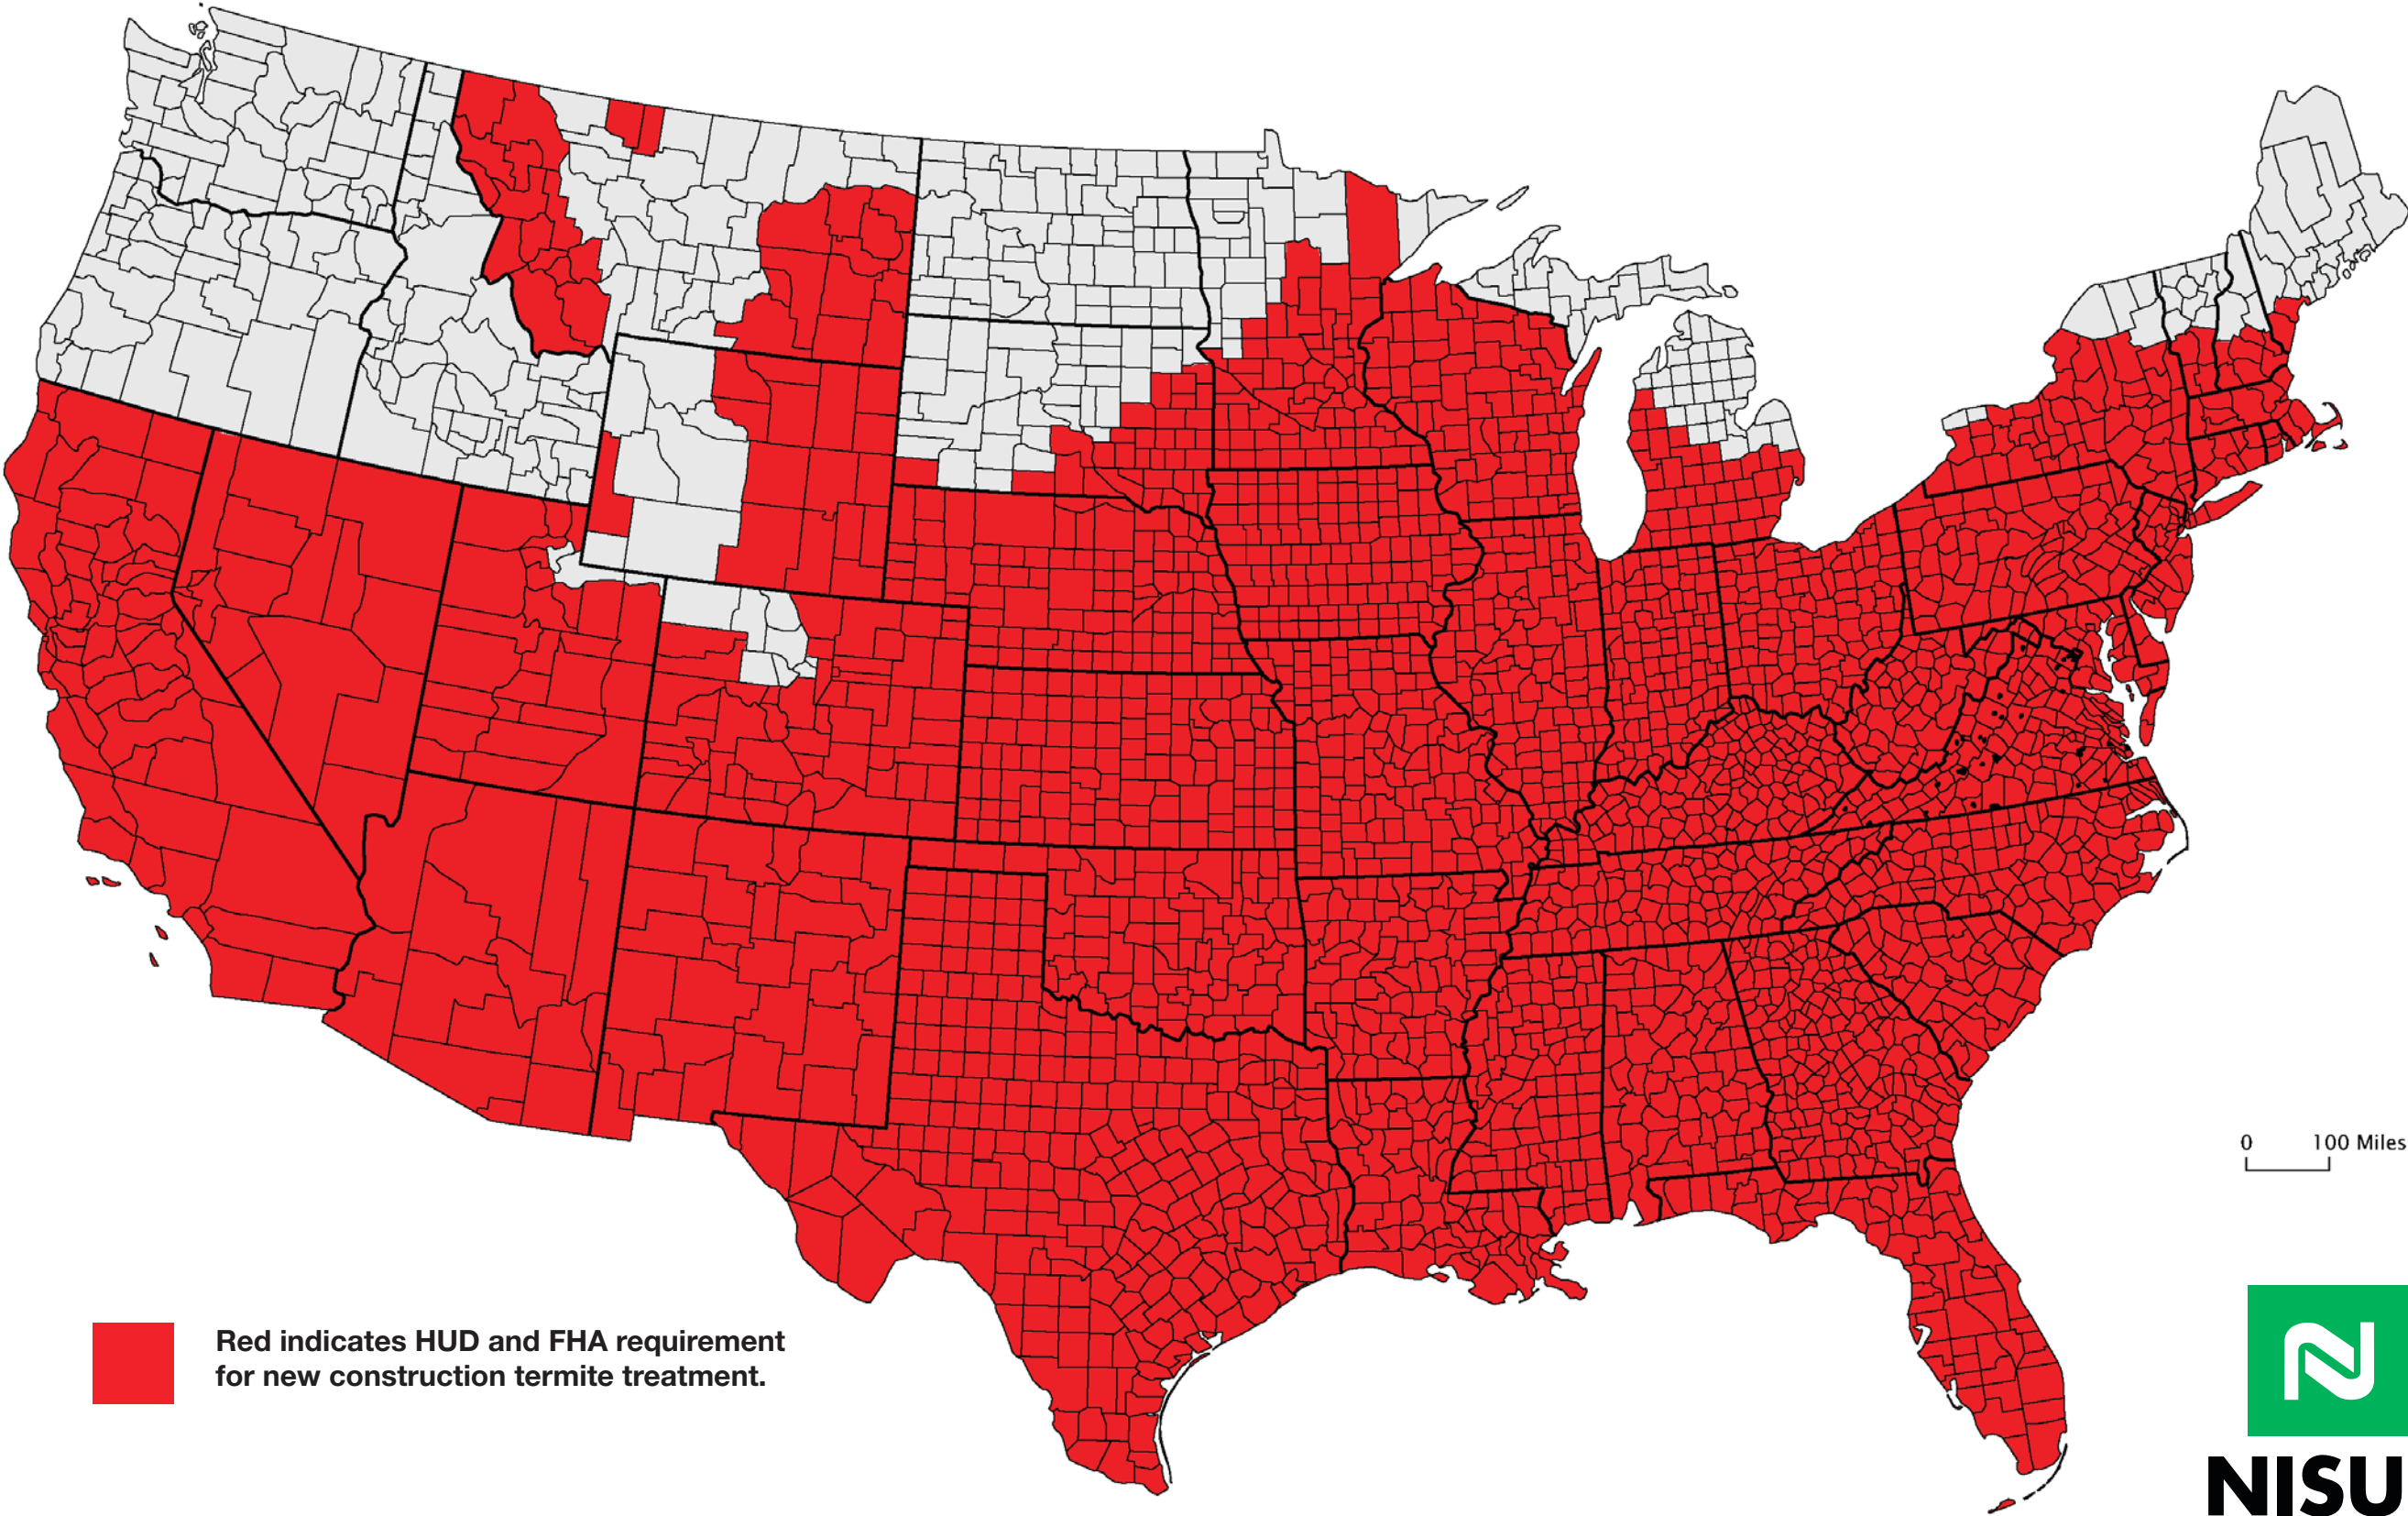 0 100 Miles
Red indicates HUD and FHA requirement
for new construction termite treatment.
N
NISU